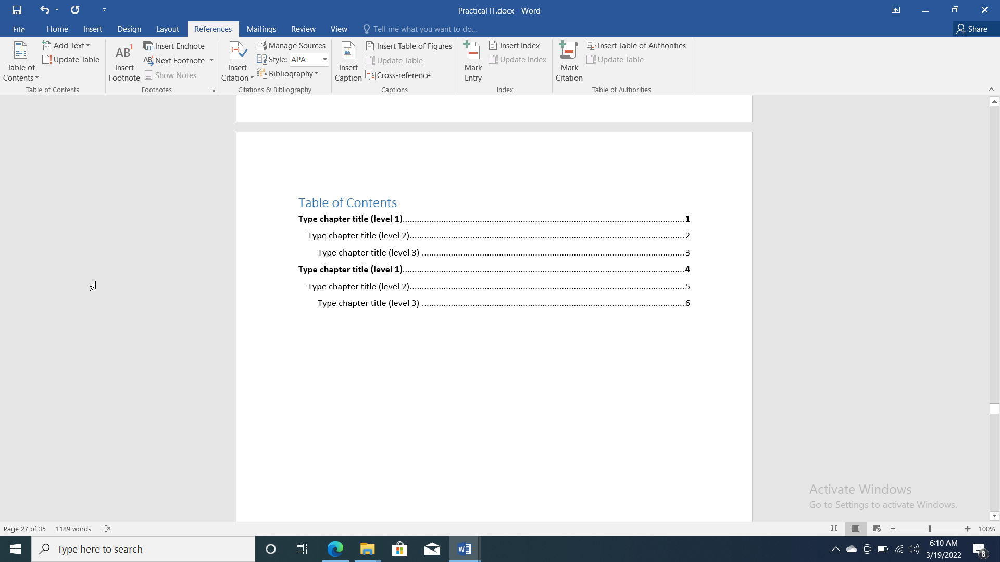 Practical IT.docx - Word
File Home Insert Design Layout References Mailings Review View Tell me what you want to do... Share
Table of Contents
Add Text
Update Table
Table of Contents
AB1
Insert Footnote
Insert Endnote
AB1 Next Footnote
Show Notes
Footnotes
Insert Citation
Manage Sources
Style: APA
Bibliography
Citations & Bibliography
Insert Caption
Insert Table of Figures
Update Table
Cross-reference
Captions
Mark Entry
Insert Index
Update Index
Index
Mark Citation
Insert Table of Authorities
Update Table
Table of Authorities
Table of Contents
Type chapter title (level 1)...1
Type chapter title (level 2)...2
Type chapter title (level 3) ...3
Type chapter title (level 1)...4
Type chapter title (level 2)...5
Type chapter title (level 3) ...6
Activate Windows
Go to Settings to activate Windows.
Page 27 of 35 1189 words 100%
Type here to search
W
6:10 AM
3/19/2022
8